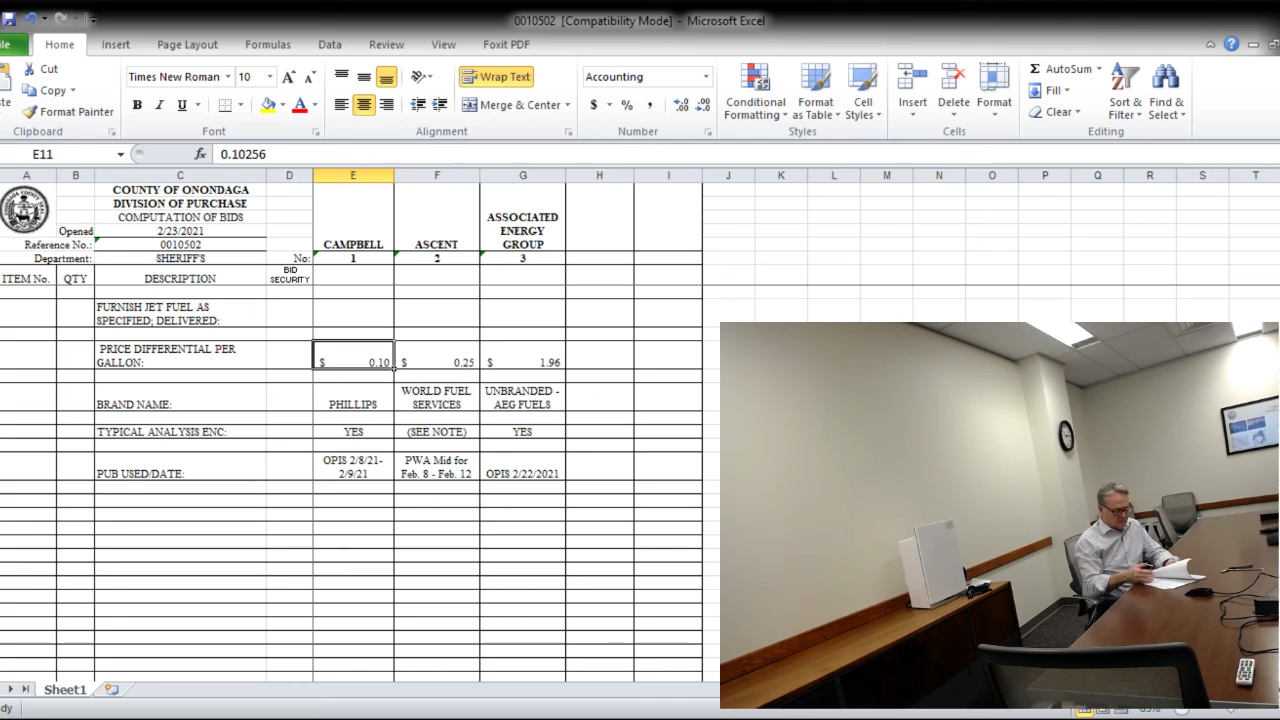 0010502 [Compatibility Mode] - Microsoft Excel
Home Insert Page Layout Formulas Data Review View Foxit PDF
Cut
Copy
Format Painter
Clipboard
Times New Roman 10
B I U
Font
Wrap Text
Merge & Center
Alignment
Accounting
$ % ,
Number
Conditional Formatting
Format as Table
Cell Styles
Styles
Insert Delete Format
Cells
Σ AutoSum
Fill
Clear
Sort & Filter
Find & Select
Editing
E11 fx 0.10256
A B C D E F G H I J K L M N O P Q R S T
COUNTY OF ONONDAGA
DIVISION OF PURCHASE
COMPUTATION OF BIDS
Opened 2/23/2021
Reference No.: 0010502
Department: SHERIFF'S No:
CAMPBELL
1
ASCENT
2
ASSOCIATED
ENERGY
GROUP
3
ITEM No. QTY DESCRIPTION BID SECURITY
FURNISH JET FUEL AS
SPECIFIED; DELIVERED:
PRICE DIFFERENTIAL PER
GALLON: $ 0.10 $ 0.25 $ 1.96
BRAND NAME: PHILLIPS WORLD FUEL SERVICES UNBRANDED - AEG FUELS
TYPICAL ANALYSIS ENC: YES (SEE NOTE) YES
PUB USED/DATE: OPIS 2/8/21- 2/9/21 PWA Mid for Feb. 8 - Feb. 12 OPIS 2/22/2021
Sheet1